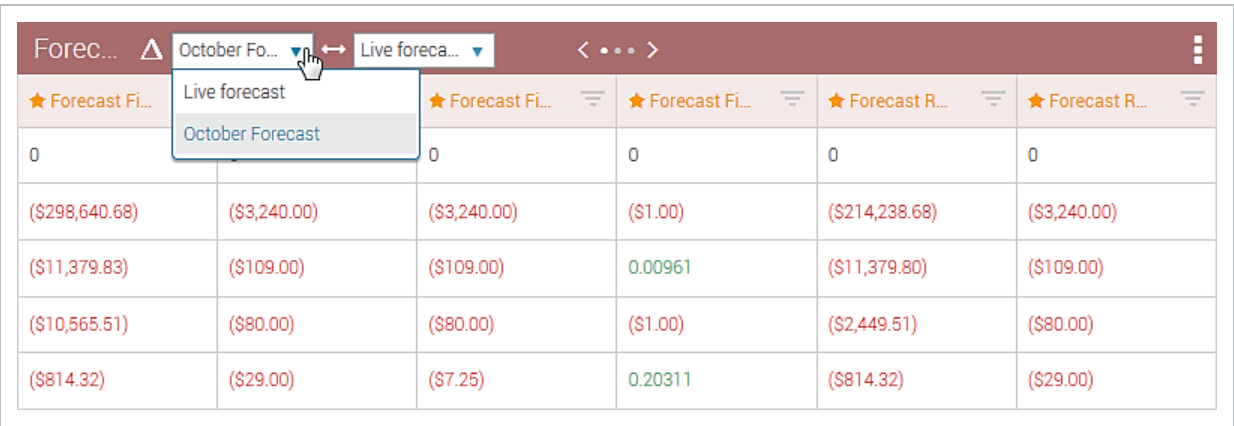 Forec... Δ October Fo... ▼ ↔ Live foreca... ▼ < > 
Live forecast
October Forecast
★ Forecast Fi... ★ Forecast Fi... ★ Forecast Fi... ★ Forecast R... ★ Forecast R...
0 0 0 0 0
($298,640.68) ($3,240.00) ($3,240.00) ($1.00) ($214,238.68) ($3,240.00)
($11,379.83) ($109.00) ($109.00) 0.00961 ($11,379.80) ($109.00)
($10,565.51) ($80.00) ($80.00) ($1.00) ($2,449.51) ($80.00)
($814.32) ($29.00) ($7.25) 0.20311 ($814.32) ($29.00)